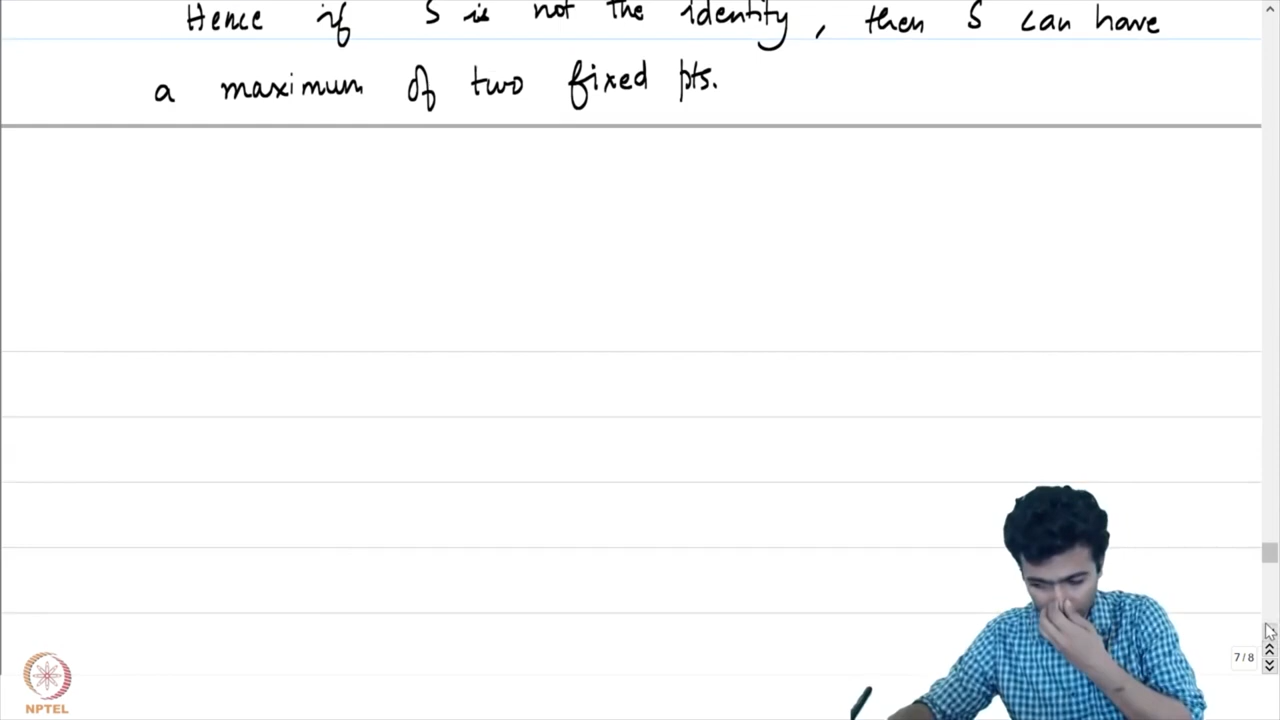 Hence if S is not the identity, then S can have
a maximum of two fixed pts.
7 / 8
NPTEL